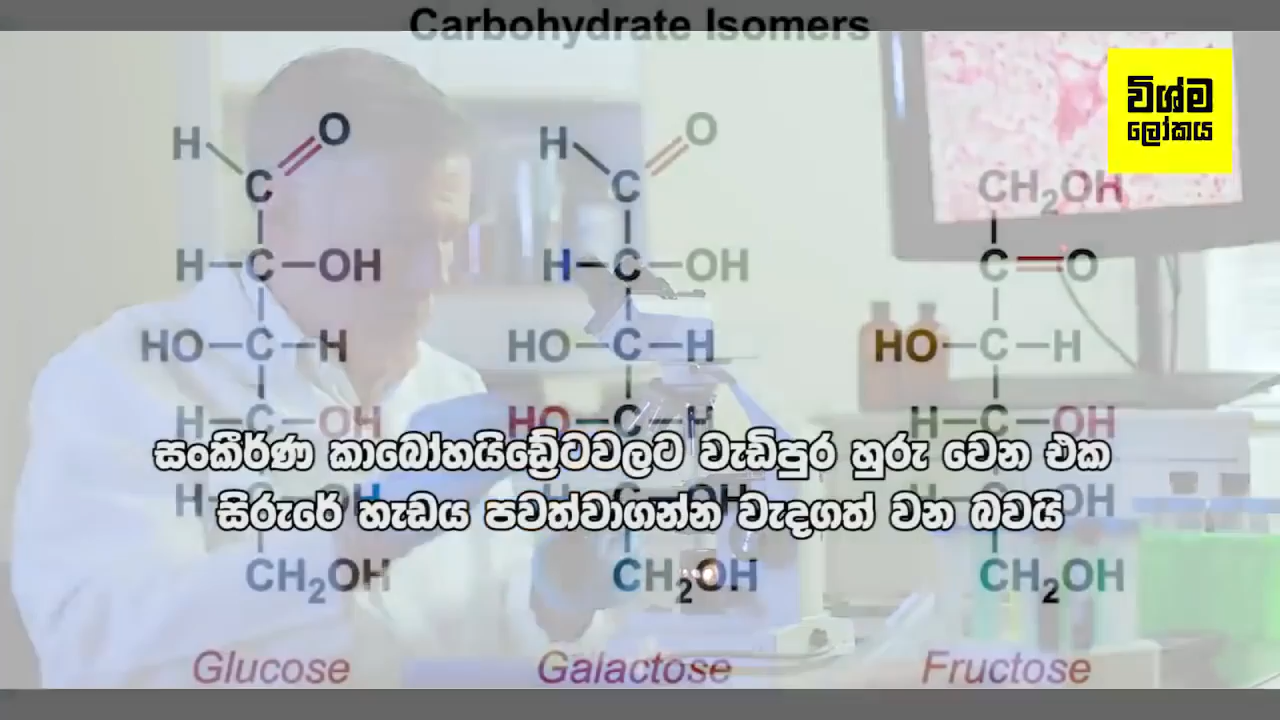 Carbohydrate Isomers
විශ්ම
ලෝකය
H O H O CH2OH
C C C=O
H—C—OH H—C—OH
HO—C—H HO—C—H HO—C—H
H—C—OH HO—C—H H—C—OH
සංකීර්ණ කාබෝහයිඩ්‍රේටවලට වැඩිපුර හුරු වෙන එක
සිරුරේ හැඩය පවත්වාගන්න වැදගත් වන බවයි
CH2OH CH2OH CH2OH
Glucose Galactose Fructose